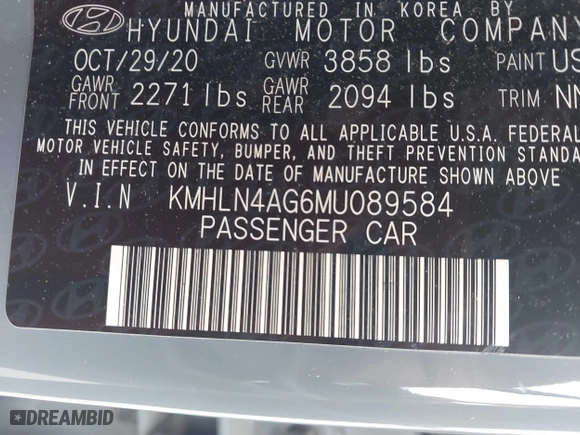 MANUFACTURED IN KOREA BY
HYUNDAI MOTOR COMPANY
OCT/29/20 GVWR 3858 lbs PAINT US
GAWR FRONT 2271 lbs GAWR REAR 2094 lbs TRIM NN
THIS VEHICLE CONFORMS TO ALL APPLICABLE U.S.A. FEDERAL
MOTOR VEHICLE SAFETY, BUMPER, AND THEFT PREVENTION STANDA
IN EFFECT ON THE DATE OF MANUFACTURE SHOWN ABOVE
V.I.N KMHLN4AG6MU089584
PASSENGER CAR
DREAMBID